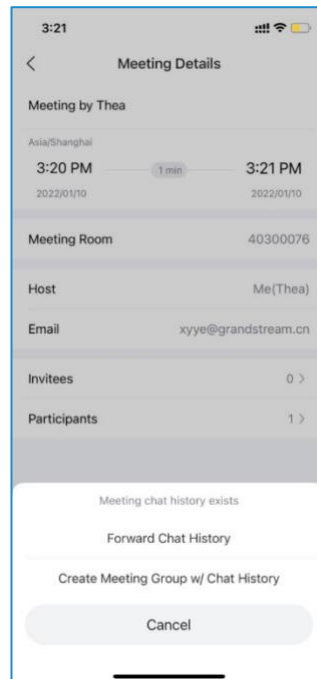 3:21
Meeting Details
Meeting by Thea
Asia/Shanghai
3:20 PM 1 min 3:21 PM
2022/01/10 2022/01/10
Meeting Room 40300076
Host Me(Thea)
Email xyye@grandstream.cn
Invitees 0 >
Participants 1 >
Meeting chat history exists
Forward Chat History
Create Meeting Group w/ Chat History
Cancel